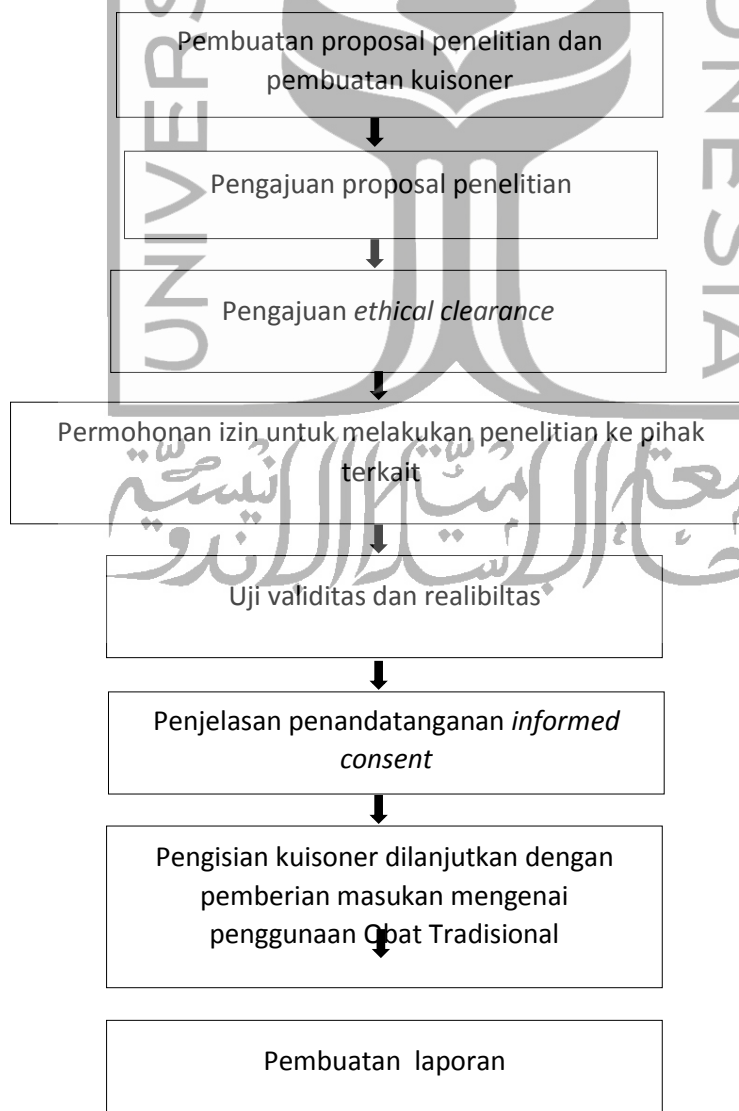 Pembuatan proposal penelitian dan
pembuatan kuisoner
Pengajuan proposal penelitian
Pengajuan ethical clearance
Permohonan izin untuk melakukan penelitian ke pihak
terkait
Uji validitas dan realibiltas
Penjelasan penandatanganan informed
consent
Pengisian kuisoner dilanjutkan dengan
pemberian masukan mengenai
penggunaan Obat Tradisional
Pembuatan laporan
UNIVERS
ONESIA